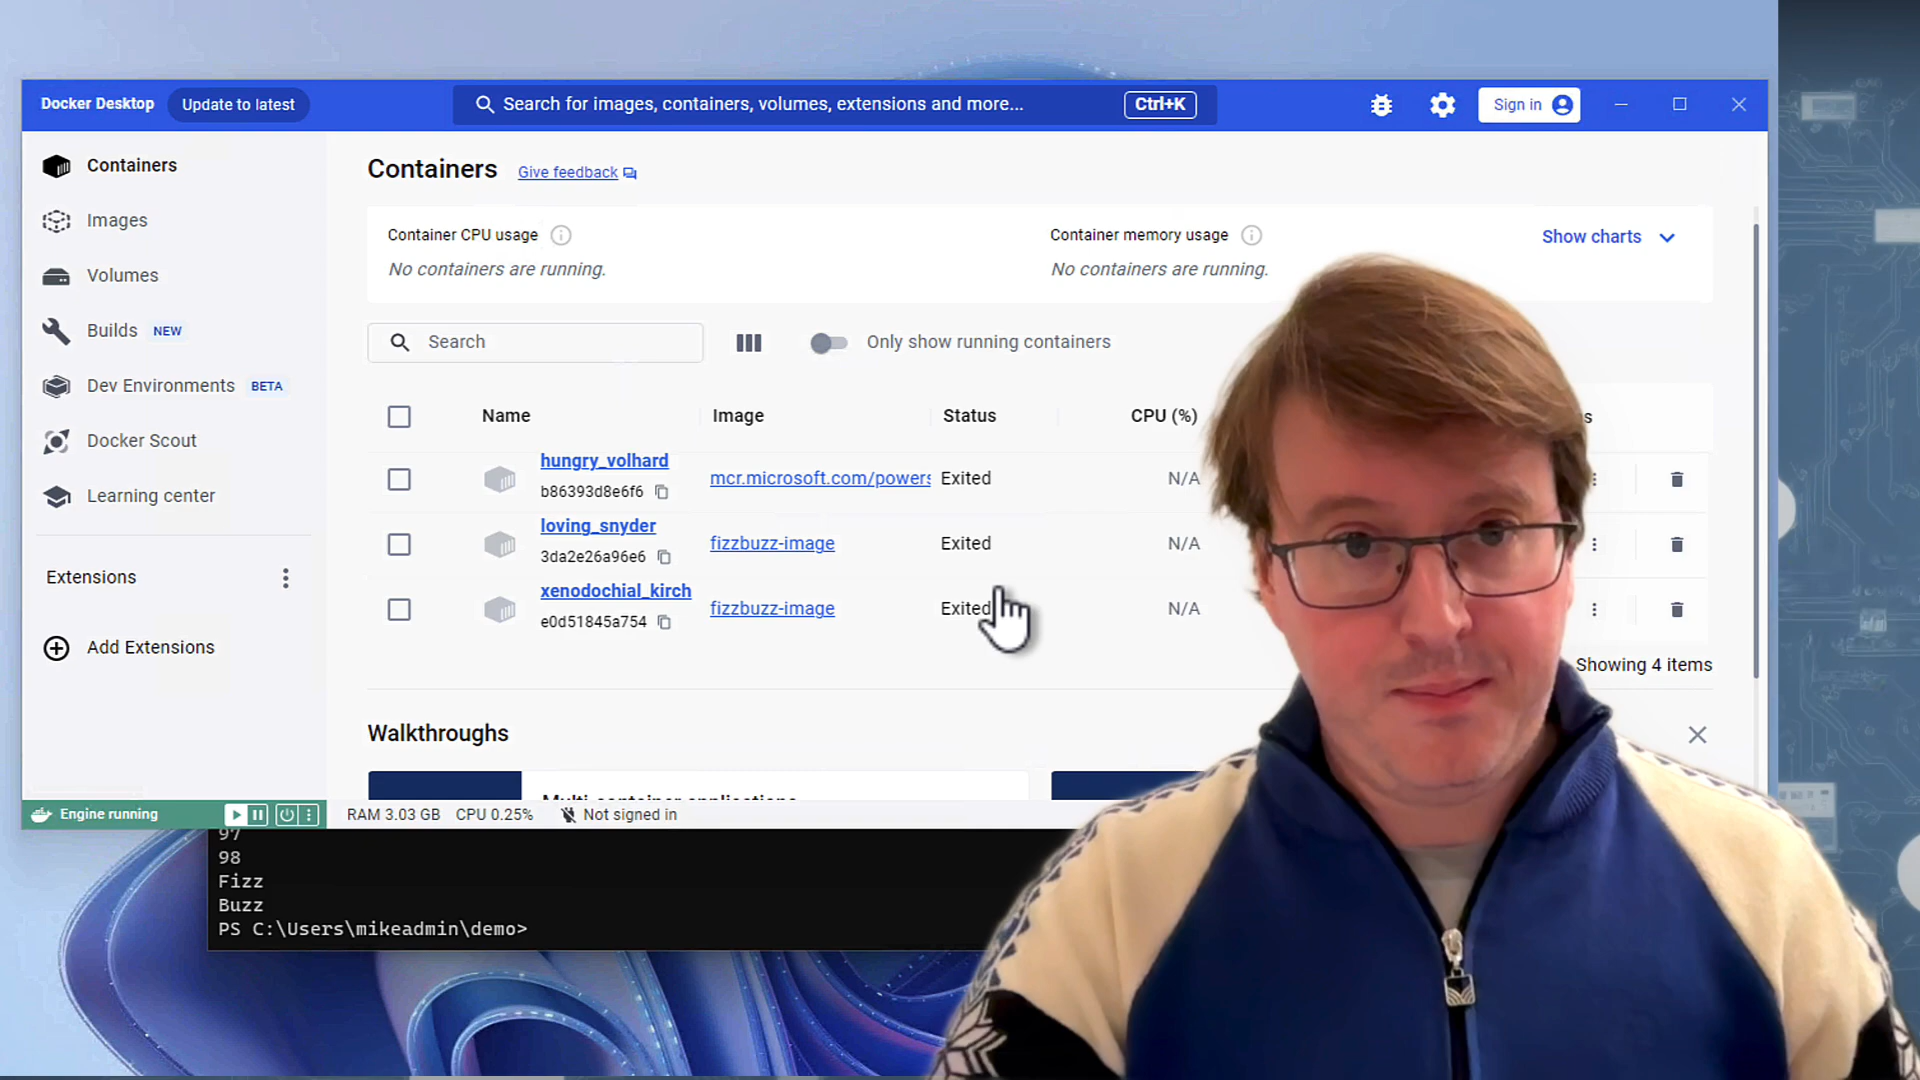 Docker Desktop Update to latest Search for images, containers, volumes, extensions and more... Ctrl+K Sign in
Containers
Images
Volumes
Builds NEW
Dev Environments BETA
Docker Scout
Learning center
Extensions
Add Extensions
Containers Give feedback
Container CPU usage
No containers are running.
Container memory usage
No containers are running.
Show charts
Search Only show running containers
Name Image Status CPU (%)
hungry_volhard
b86393d8e6f6
mcr.microsoft.com/powers Exited N/A
loving_snyder
3da2e26a96e6
fizzbuzz-image Exited N/A
xenodochial_kirch
e0d51845a754
fizzbuzz-image Exited N/A
Showing 4 items
Walkthroughs
Multi-container applications
Engine running RAM 3.03 GB CPU 0.25% Not signed in
97
98
Fizz
Buzz
PS C:\Users\mikeadmin\demo>